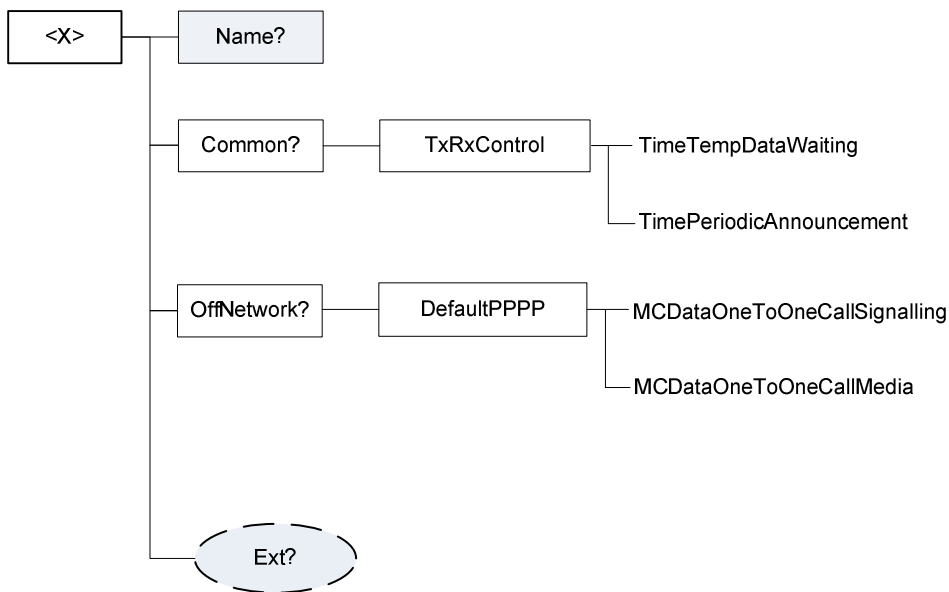 <X>
Name?
Common?
TxRxControl
TimeTempDataWaiting
TimePeriodicAnnouncement
OffNetwork?
DefaultPPPP
MCDataOneToOneCallSignalling
MCDataOneToOneCallMedia
Ext?